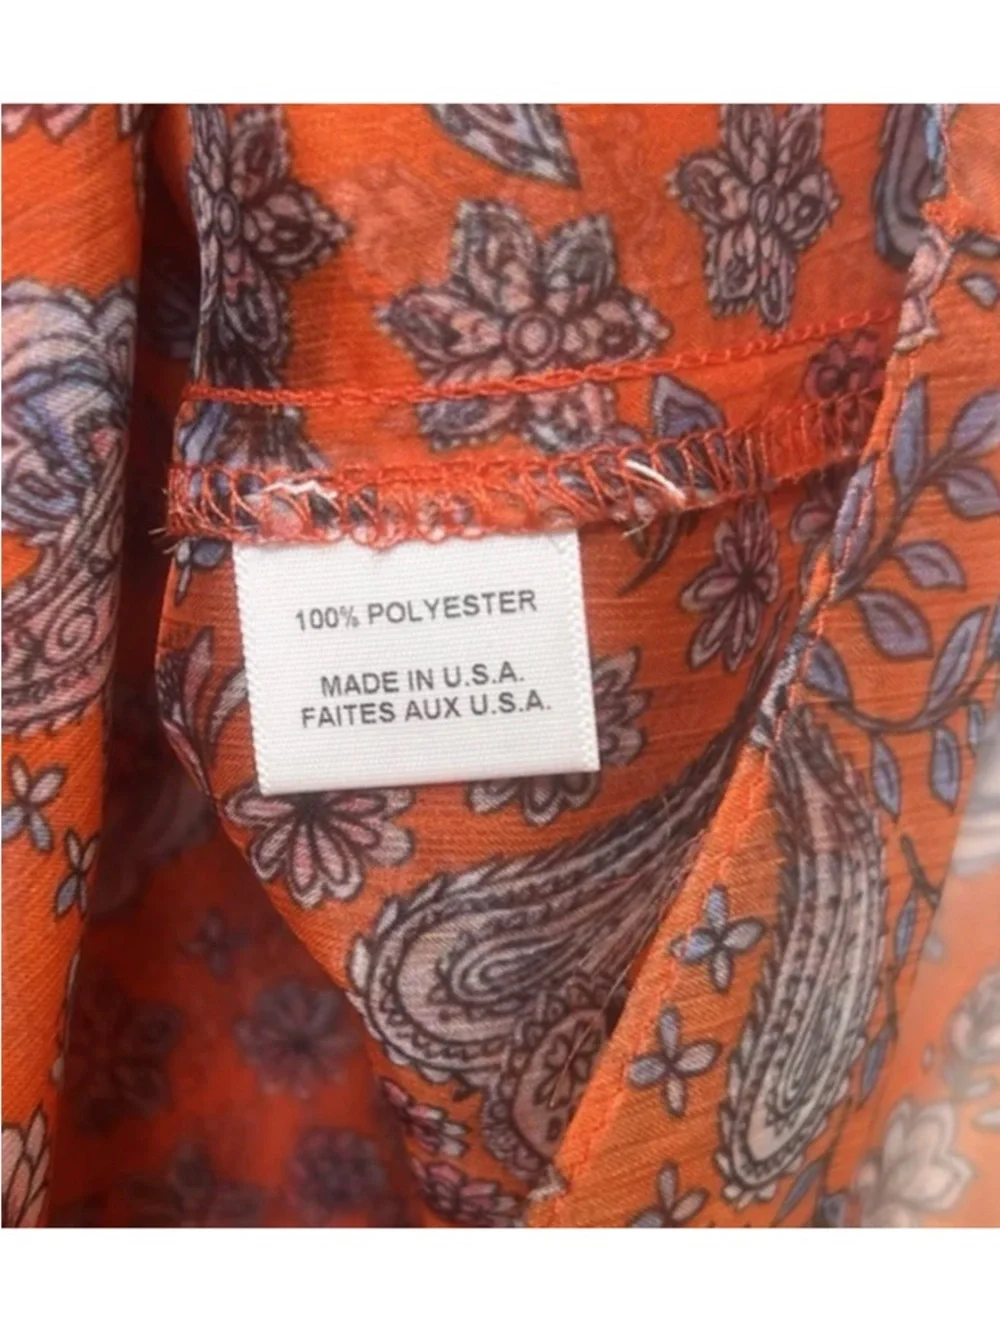 100% POLYESTER
MADE IN U.S.A.
FAITES AUX U.S.A.